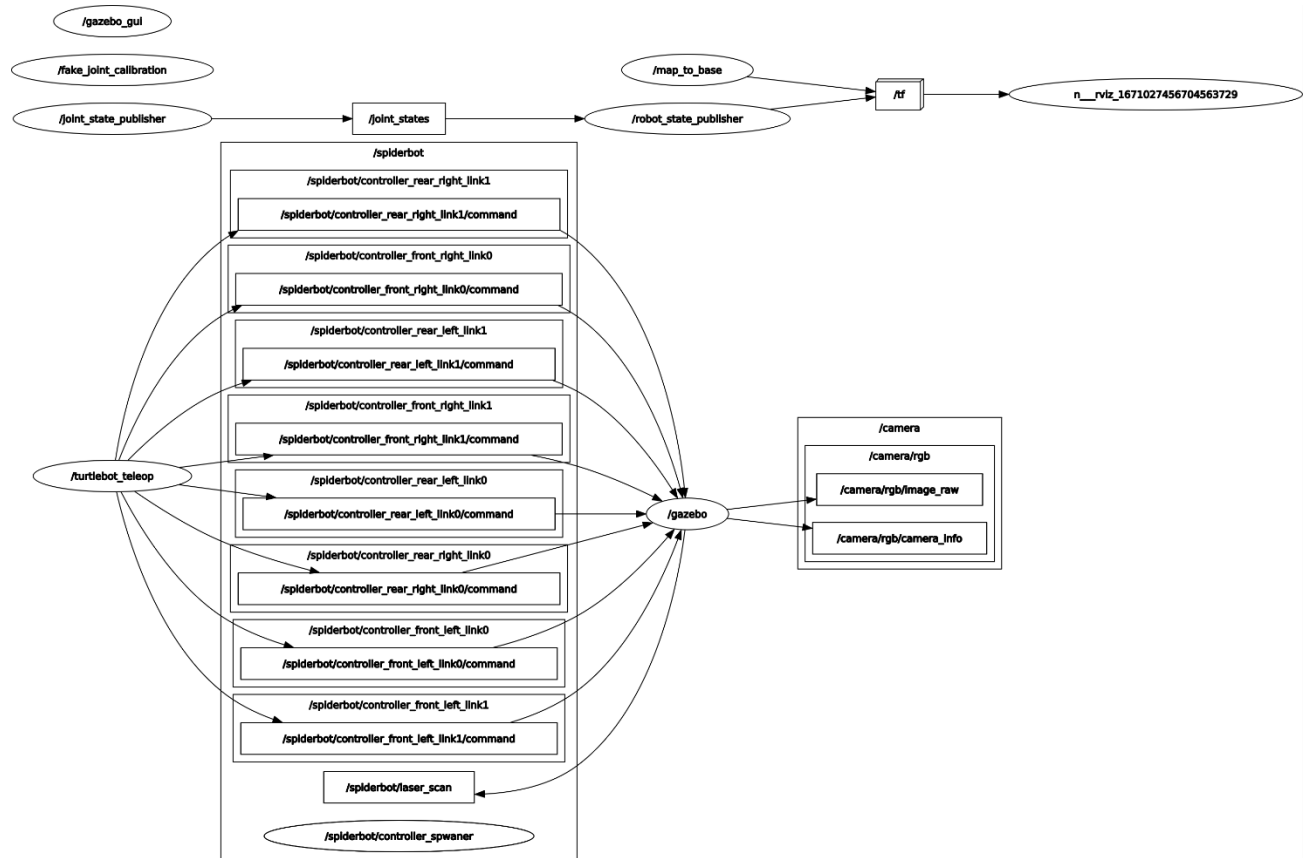 /gazebo_gui
/fake_joint_calibration
/map_to_base
/tf
n___rviz_1671027456704563729
/joint_state_publisher
/joint_states
/robot_state_publisher
/spiderbot
/spiderbot/controller_rear_right_link1
/spiderbot/controller_rear_right_link1/command
/spiderbot/controller_front_right_link0
/spiderbot/controller_front_right_link0/command
/spiderbot/controller_rear_left_link1
/spiderbot/controller_rear_left_link1/command
/spiderbot/controller_front_right_link1
/spiderbot/controller_front_right_link1/command
/turtlebot_teleop
/spiderbot/controller_rear_left_link0
/spiderbot/controller_rear_left_link0/command
/spiderbot/controller_rear_right_link0
/spiderbot/controller_rear_right_link0/command
/spiderbot/controller_front_left_link0
/spiderbot/controller_front_left_link0/command
/spiderbot/controller_front_left_link1
/spiderbot/controller_front_left_link1/command
/spiderbot/laser_scan
/spiderbot/controller_spwaner
/gazebo
/camera
/camera/rgb
/camera/rgb/image_raw
/camera/rgb/camera_info